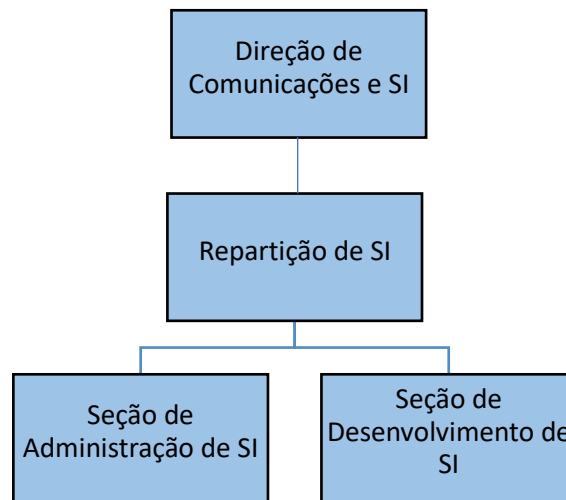 Direção de
Comunicações e SI
Repartição de SI
Seção de
Administração de SI
Seção de
Desenvolvimento de
SI